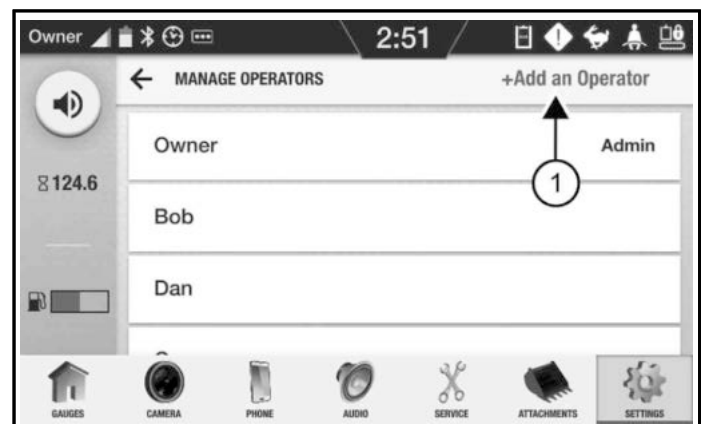 Owner 2:51
← MANAGE OPERATORS +Add an Operator
Owner Admin
1
124.6
Bob
Dan
GAUGES CAMERA PHONE AUDIO SERVICE ATTACHMENTS SETTINGS